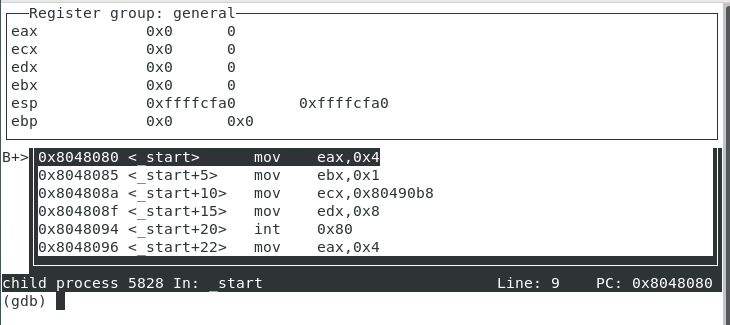 Register group: general
eax 0x0 0
ecx 0x0 0
edx 0x0 0
ebx 0x0 0
esp 0xffffcfa0 0xffffcfa0
ebp 0x0 0x0
B+> 0x8048080 <_start> mov eax,0x4
0x8048085 <_start+5> mov ebx,0x1
0x804808a <_start+10> mov ecx,0x80490b8
0x804808f <_start+15> mov edx,0x8
0x8048094 <_start+20> int 0x80
0x8048096 <_start+22> mov eax,0x4
child process 5828 In: _start Line: 9 PC: 0x8048080
(gdb)